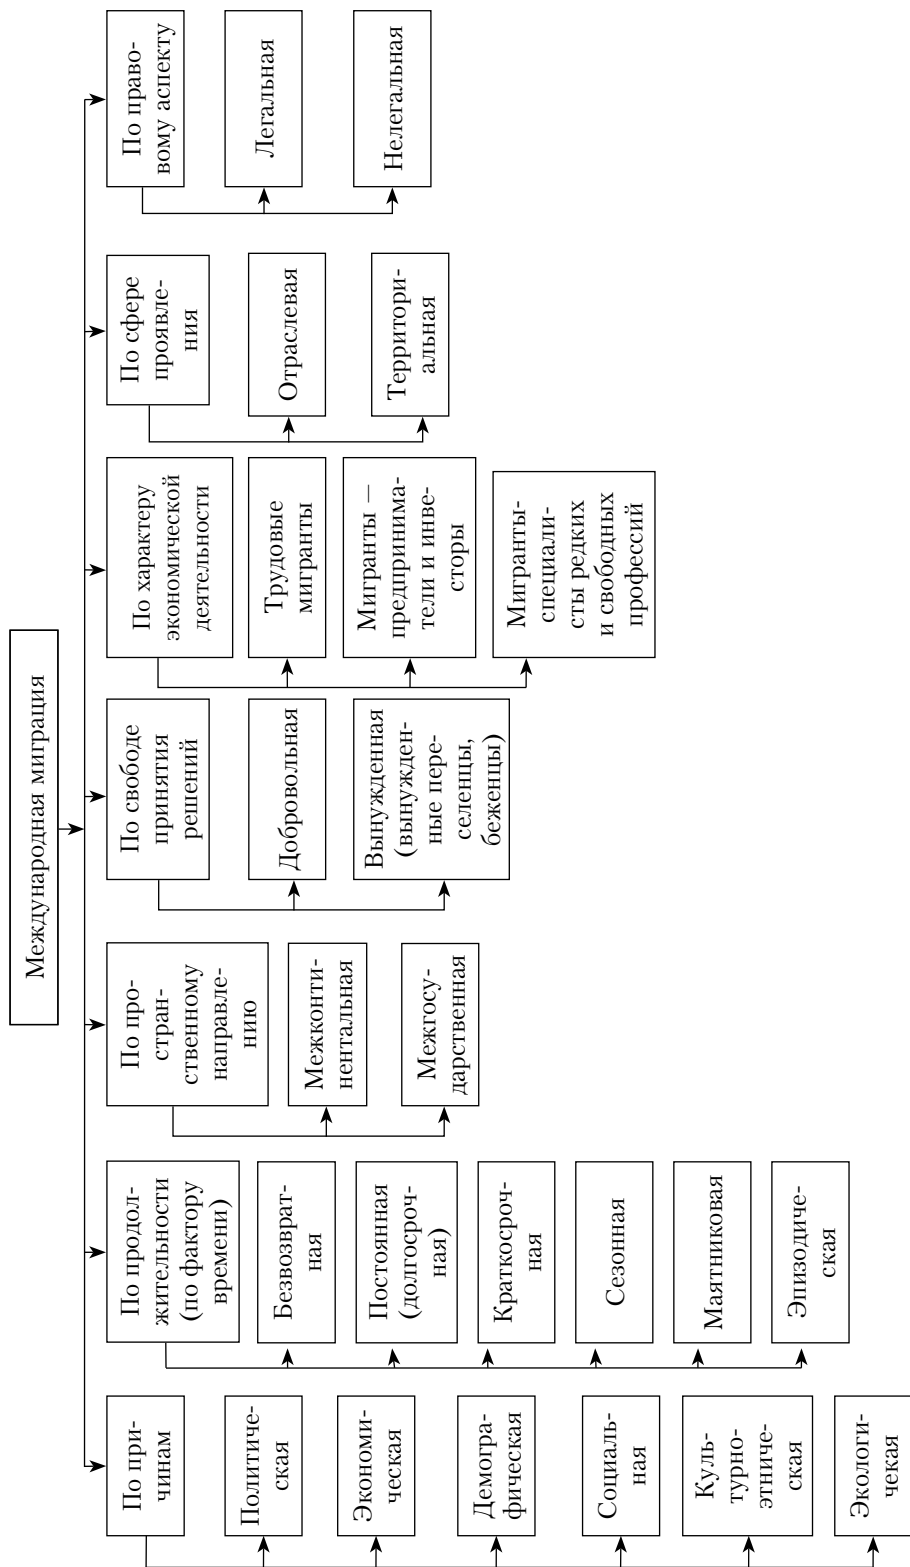 Международная миграция
По при-
чинам
Политиче-
ская
Экономи-
ческая
Демогра-
фическая
Социаль-
ная
Куль-
турно-
этниче-
ская
Экологи-
чекая
По продол-
жительности
(по фактору
времени)
Безвозврат-
ная
Постоянная
(долгосроч-
ная)
Краткосроч-
ная
Сезонная
Маятниковая
Эпизодиче-
ская
По про-
стран-
ственному
направле-
нию
Межконти-
нентальная
Межгосу-
дарственная
По свободе
принятия
решений
Добровольная
Вынужденная
(вынужден-
ные пере-
селенцы,
беженцы)
По характеру
экономической
деятельности
Трудовые
мигранты
Мигранты —
предпринима-
тели и инве-
сторы
Мигранты-
специали-
сты редких
и свободных
профессий
По сфере
проявле-
ния
Отраслевая
Территори-
альная
По право-
вому аспекту
Легальная
Нелегальная